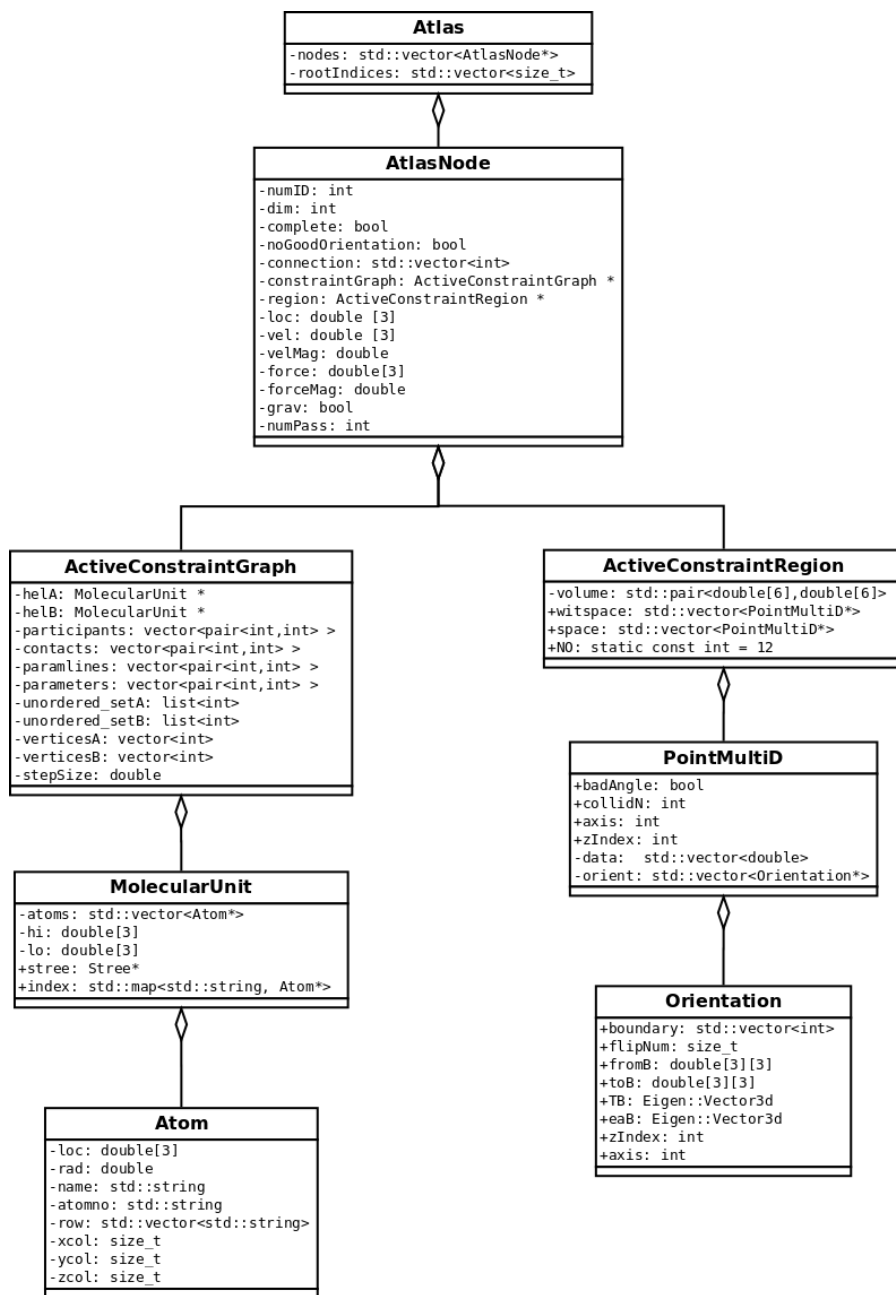 Atlas
-nodes: std::vector<AtlasNode*>
-rootIndices: std::vector<size_t>
AtlasNode
-numID: int
-dim: int
-complete: bool
-noGoodOrientation: bool
-connection: std::vector<int>
-constraintGraph: ActiveConstraintGraph *
-region: ActiveConstraintRegion *
-loc: double [3]
-vel: double [3]
-velMag: double
-force: double[3]
-forceMag: double
-grav: bool
-numPass: int
ActiveConstraintGraph
-helA: MolecularUnit *
-helB: MolecularUnit *
-participants: vector<pair<int,int> >
-contacts: vector<pair<int,int> >
-paramlines: vector<pair<int,int> >
-parameters: vector<pair<int,int> >
-unordered_setA: list<int>
-unordered_setB: list<int>
-verticesA: vector<int>
-verticesB: vector<int>
-stepSize: double
ActiveConstraintRegion
-volume: std::pair<double[6],double[6]>
+witspace: std::vector<PointMultiD*>
+space: std::vector<PointMultiD*>
+NO: static const int = 12
PointMultiD
+badAngle: bool
+collidN: int
+axis: int
+zIndex: int
-data:  std::vector<double>
-orient: std::vector<Orientation*>
MolecularUnit
-atoms: std::vector<Atom*>
-hi: double[3]
-lo: double[3]
+stree: Stree*
+index: std::map<std::string, Atom*>
Orientation
+boundary: std::vector<int>
+flipNum: size_t
+fromB: double[3][3]
+toB: double[3][3]
+TB: Eigen::Vector3d
+eaB: Eigen::Vector3d
+zIndex: int
+axis: int
Atom
-loc: double[3]
-rad: double
-name: std::string
-atomno: std::string
-row: std::vector<std::string>
-xcol: size_t
-ycol: size_t
-zcol: size_t